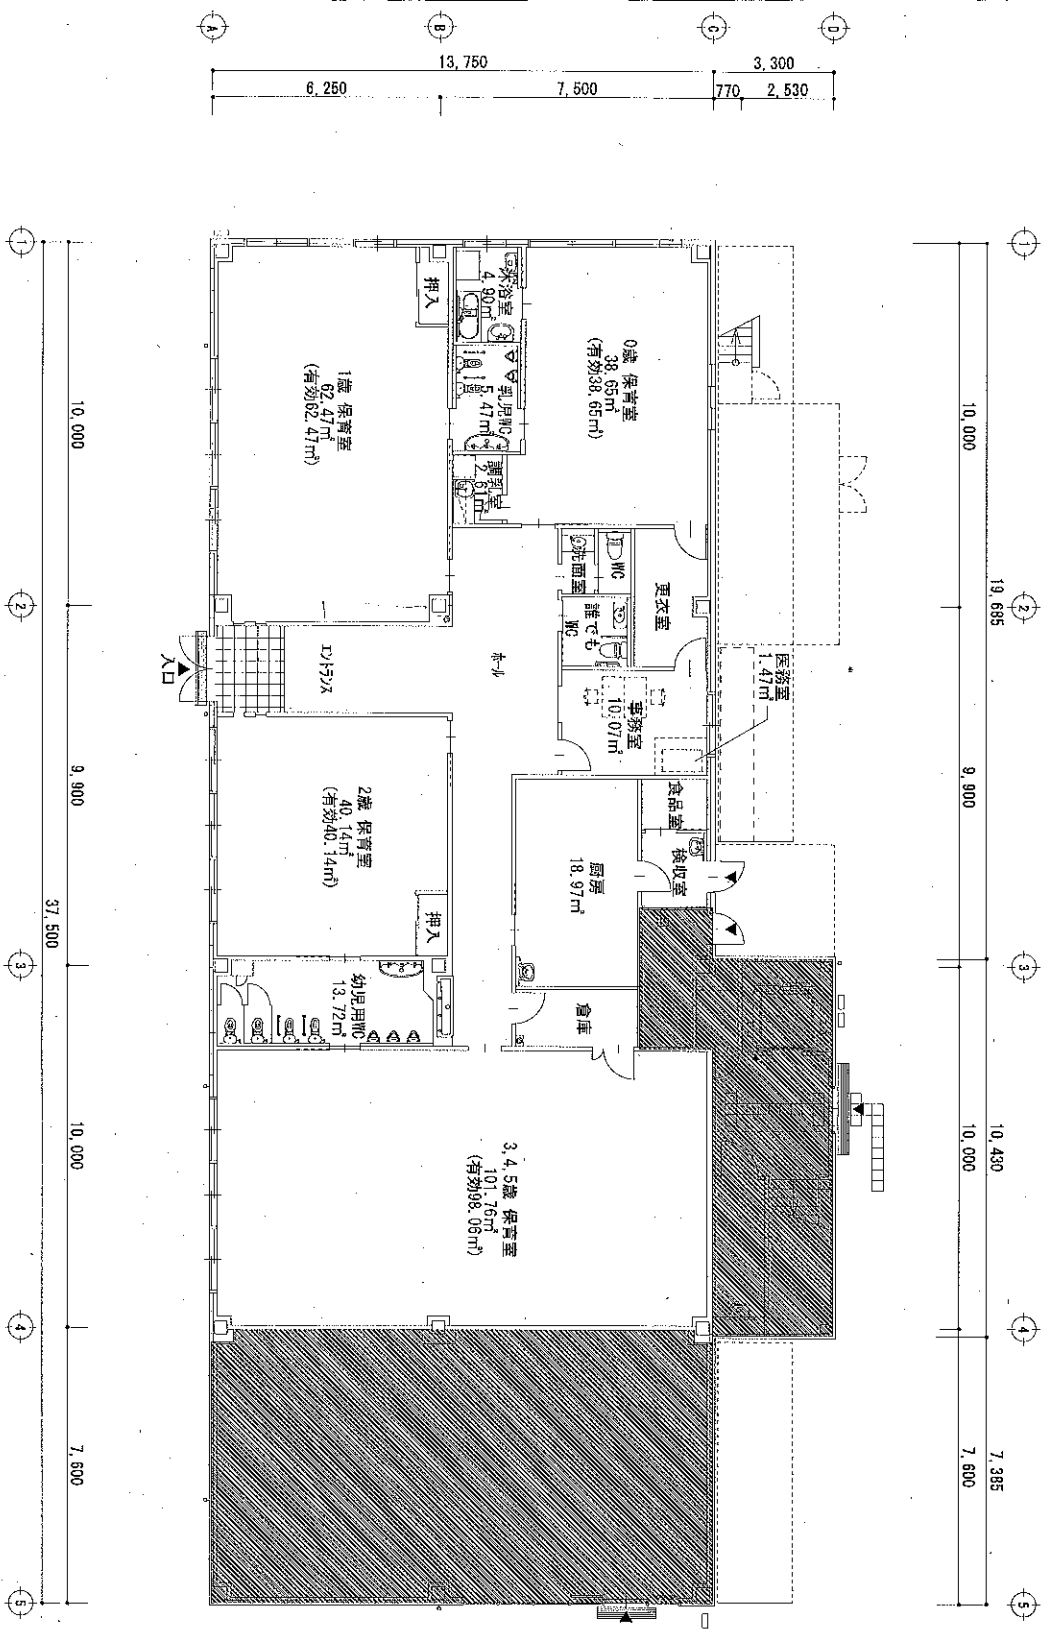 A
B
C
D
13,750
3,300
6,250
7,500
770
2,530
1
1
10,000
10,000
19,685
押入
沐浴室
4.90㎡
0歳 保育室
38.65㎡
(有効38.65㎡)
1歳 保育室
62.47㎡
(有効62.47㎡)
乳児WC
5.47㎡
調乳室
2.61㎡
洗面室
WC
更衣室
誰でも
WC
2
2
エントランス
ホール
入口
医務室
1.47㎡
事務室
10.07㎡
9,900
9,900
食品室
検収室
厨房
18.97㎡
2歳 保育室
40.14㎡
(有効40.14㎡)
押入
37,500
3
3
幼児用WC
13.72㎡
倉庫
10,000
10,430
10,000
3,4,5歳 保育室
101.76㎡
(有効98.06㎡)
4
4
7,600
7,385
7,600
5
5